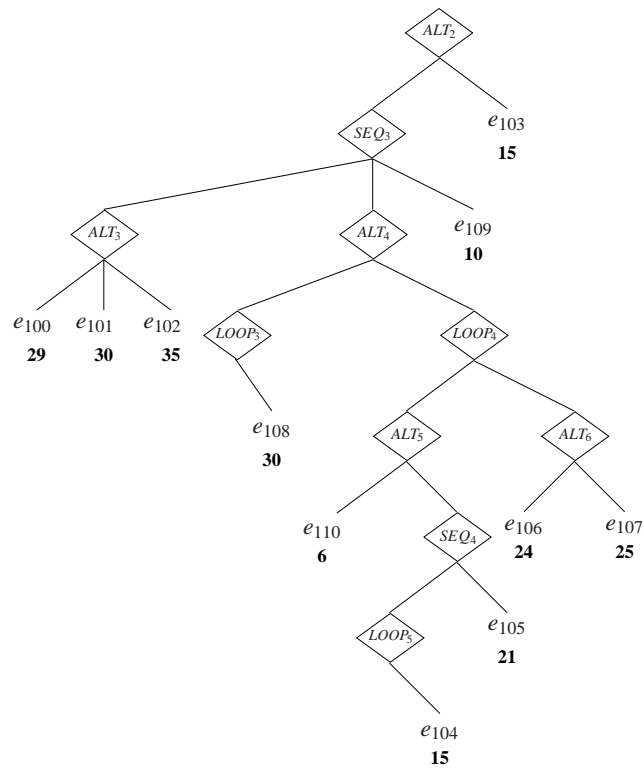 ALT2
SEQ3 e103
15
ALT3 ALT4 e109
10
e100 e101 e102 LOOP3 LOOP4
29 30 35
e108 ALT5 ALT6
30
e110 SEQ4 e106 e107
6 24 25
LOOP5 e105
21
e104
15